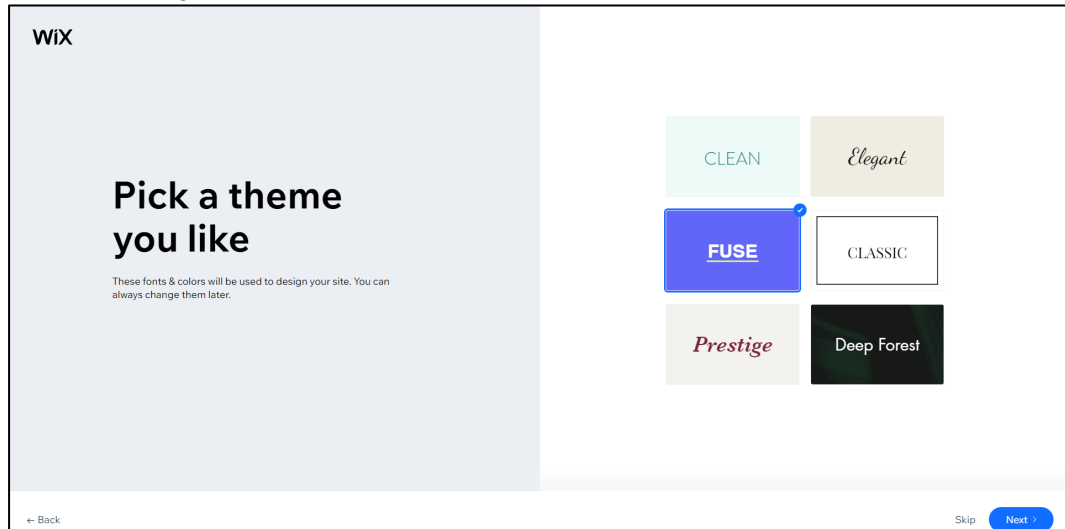 WiX
Pick a theme
you like
These fonts & colors will be used to design your site. You can
always change them later.
CLEAN
Elegant
FUSE
CLASSIC
Prestige
Deep Forest
← Back
Skip
Next >